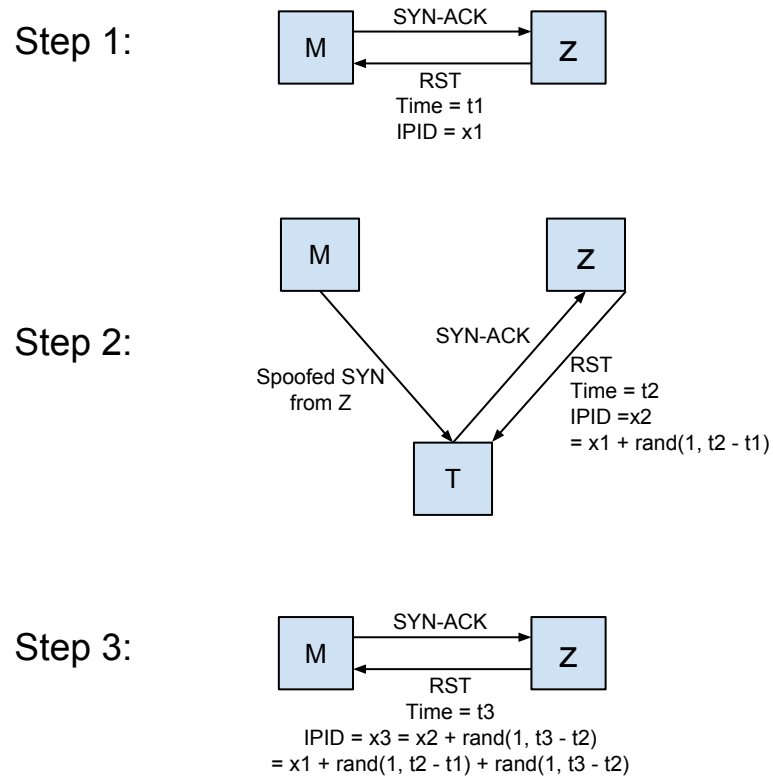 Step 1:
M
SYN-ACK
Z
RST
Time = t1
IPID = x1
Step 2:
M
Z
SYN-ACK
Spoofed SYN
from Z
RST
Time = t2
IPID =x2
= x1 + rand(1, t2 - t1)
T
Step 3:
M
SYN-ACK
Z
RST
Time = t3
IPID = x3 = x2 + rand(1, t3 - t2)
= x1 + rand(1, t2 - t1) + rand(1, t3 - t2)